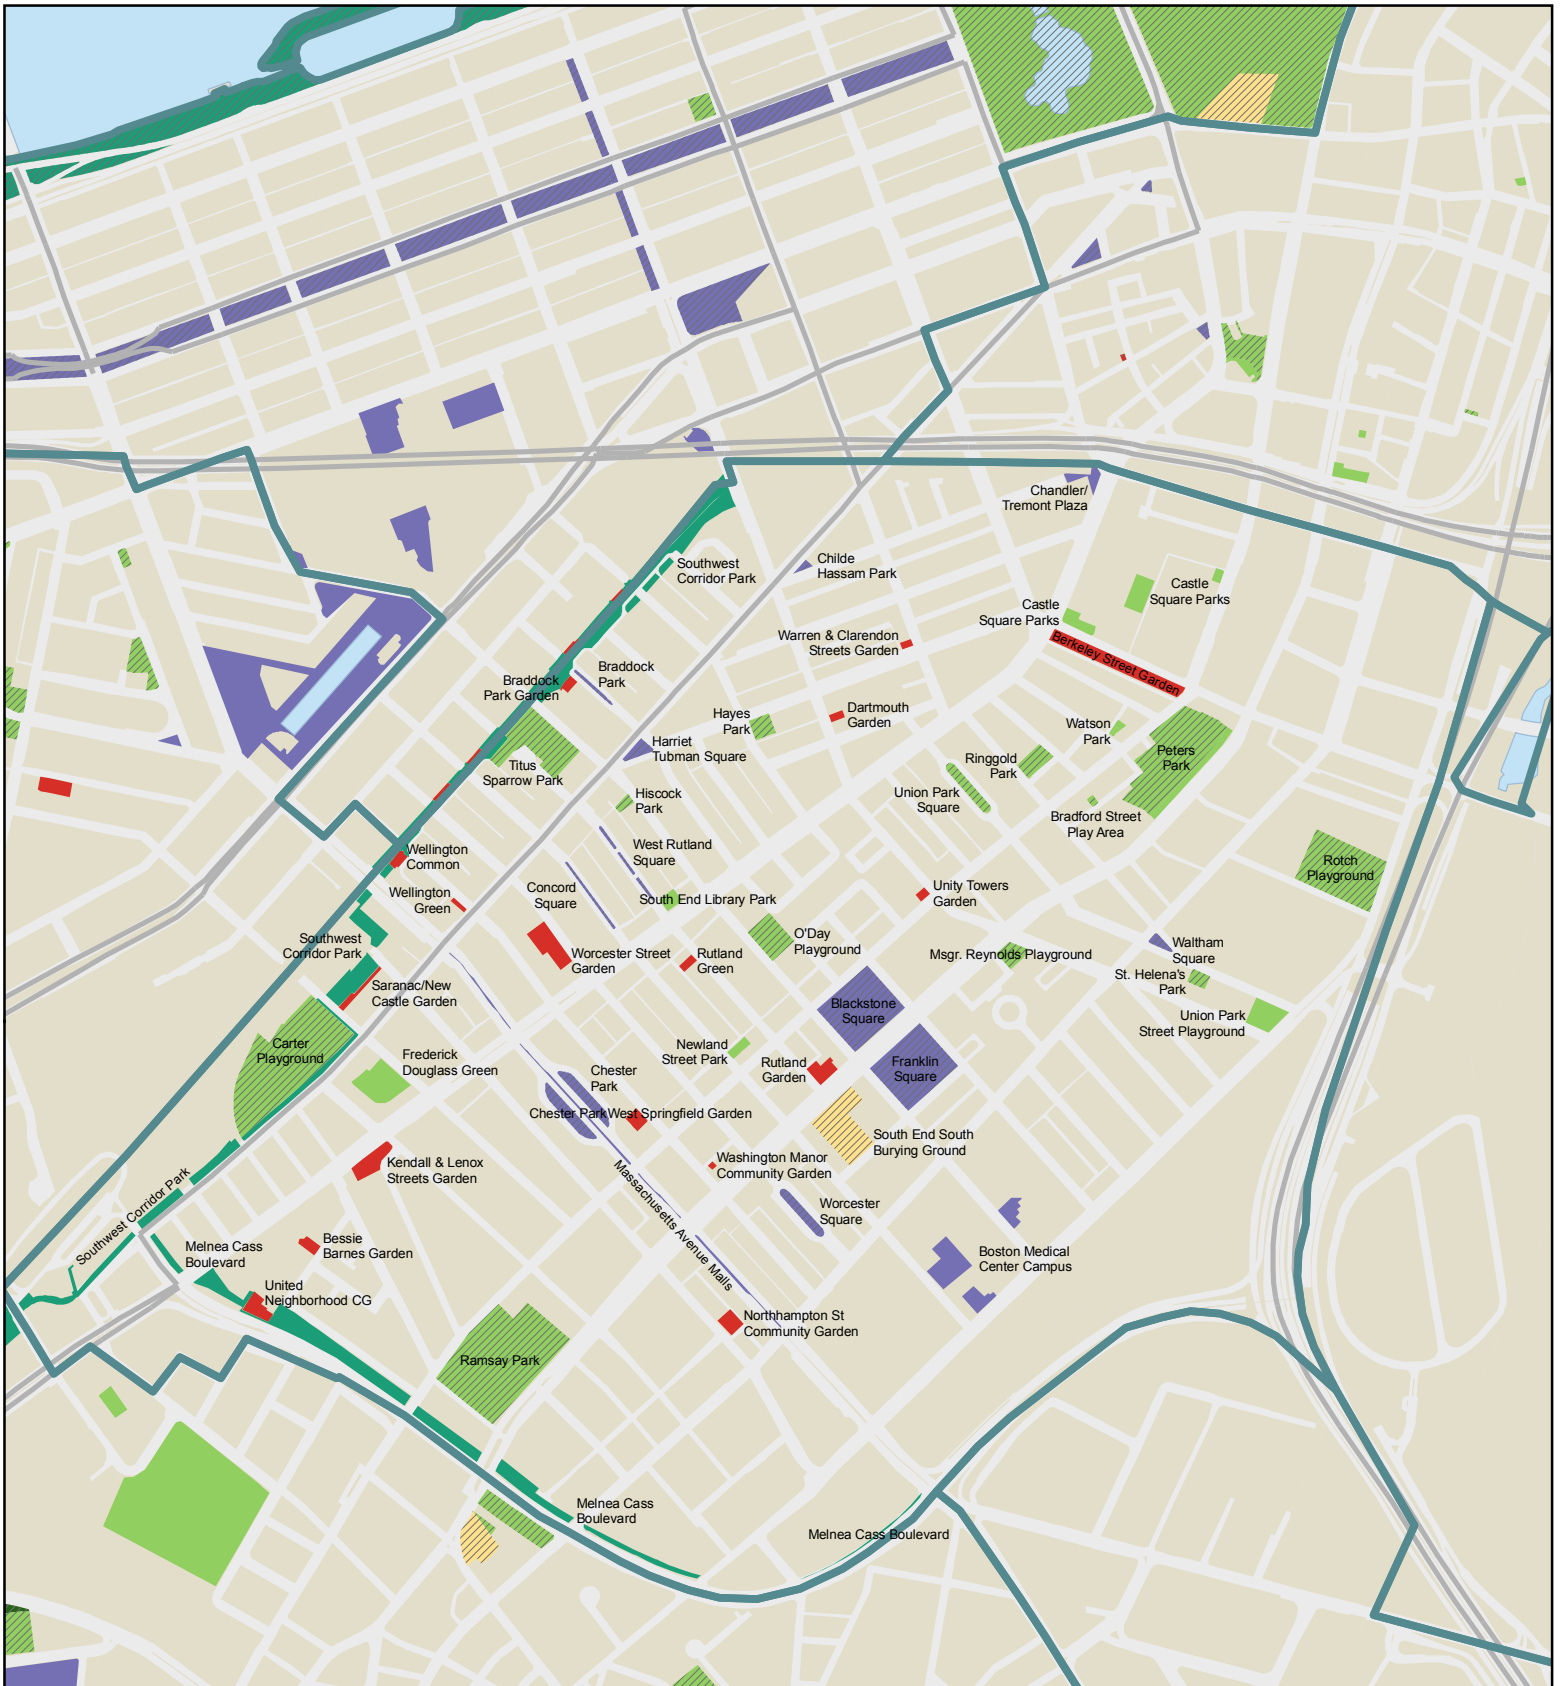 Chandler/
Tremont Plaza
Southwest
Corridor Park
Childe
Hassam Park
Castle
Square Parks
Castle
Square Parks
Warren & Clarendon
Streets Garden
Berkeley Street Garden
Braddock
Park
Braddock
Park Garden
Hayes
Park
Dartmouth
Garden
Watson
Park
Peters
Park
Harriet
Tubman Square
Titus
Sparrow Park
Ringgold
Park
Union Park
Square
Hiscock
Park
Bradford Street
Play Area
West Rutland
Square
Wellington
Common
Rotch
Playground
Wellington
Green
Concord
Square
South End Library Park
Unity Towers
Garden
Southwest
Corridor Park
Worcester Street
Garden
Rutland
Green
O'Day
Playground
Msgr. Reynolds Playground
Waltham
Square
St. Helena's
Park
Saranac/New
Castle Garden
Blackstone
Square
Union Park
Street Playground
Carter
Playground
Frederick
Douglass Green
Newland
Street Park
Rutland
Garden
Franklin
Square
Chester
Park
Chester Park
West Springfield Garden
South End South
Burying Ground
Kendall & Lenox
Streets Garden
Washington Manor
Community Garden
Massachusetts Avenue Malls
Worcester
Square
Southwest Corridor Park
Melnea Cass
Boulevard
Bessie
Barnes Garden
Boston Medical
Center Campus
United
Neighborhood CG
Northhampton St
Community Garden
Ramsay Park
Melnea Cass
Boulevard
Melnea Cass Boulevard